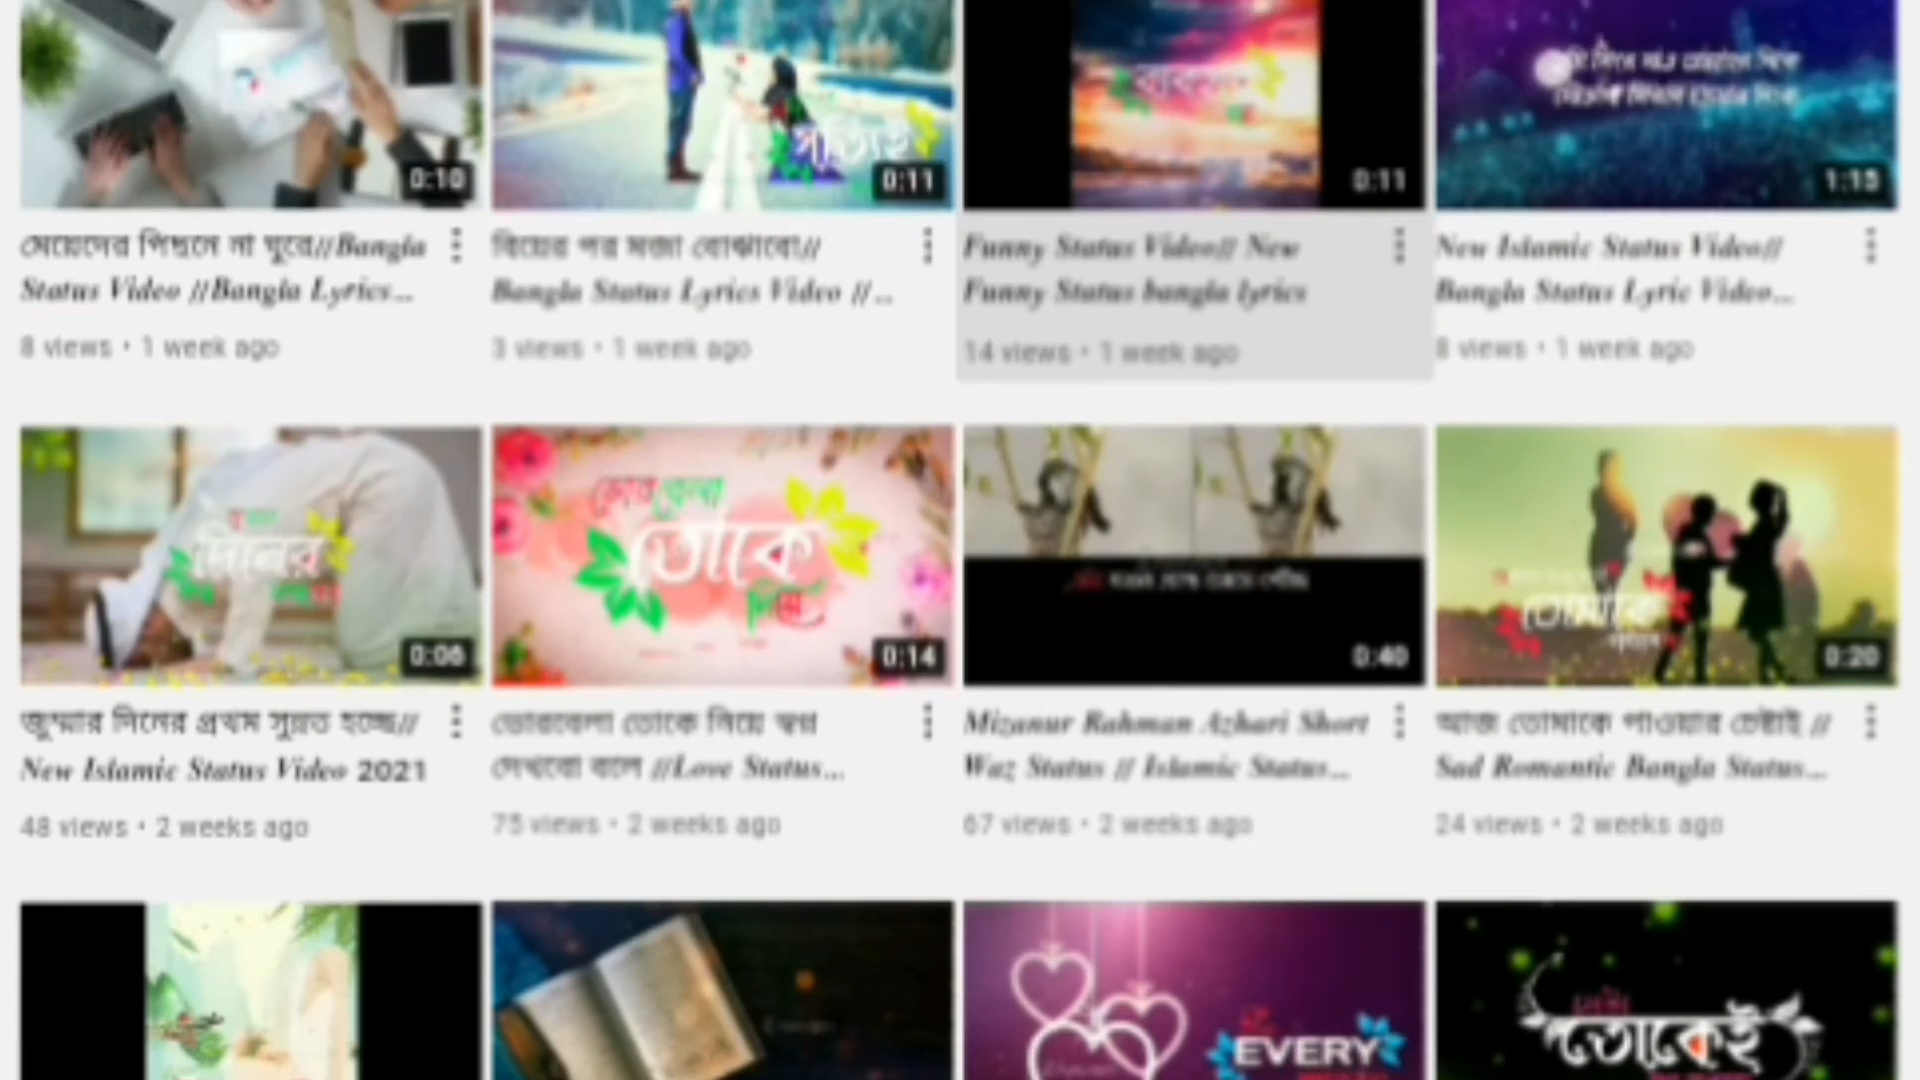 0:10
সত্যিই
0:11
0:11
1:15
মেয়েদের পিছনে না ঘুরে//Bangla
Status Video //Bangla Lyrics...
8 views • 1 week ago
বিয়ের পর মজা বোঝাবো//
Bangla Status Lyrics Video //...
3 views • 1 week ago
Funny Status Video// New
Funny Status bangla lyrics
14 views • 1 week ago
New Islamic Status Video//
Bangla Status Lyric Video...
8 views • 1 week ago
দিনের
0:06
ভোর বেলা
তোকে
নিয়ে
0:14
0:40
তোমাকে
0:20
জুম্মার দিনের প্রথম সুন্নত হচ্ছে//
New Islamic Status Video 2021
48 views • 2 weeks ago
ভোরবেলা তোকে নিয়ে স্বপ্ন
দেখবো বলে //Love Status...
75 views • 2 weeks ago
Mizanur Rahman Azhari Short
Waz Status // Islamic Status...
67 views • 2 weeks ago
আজ তোমাকে পাওয়ার চেষ্টাই //
Sad Romantic Bangla Status...
24 views • 2 weeks ago
EVERY
তোকেই